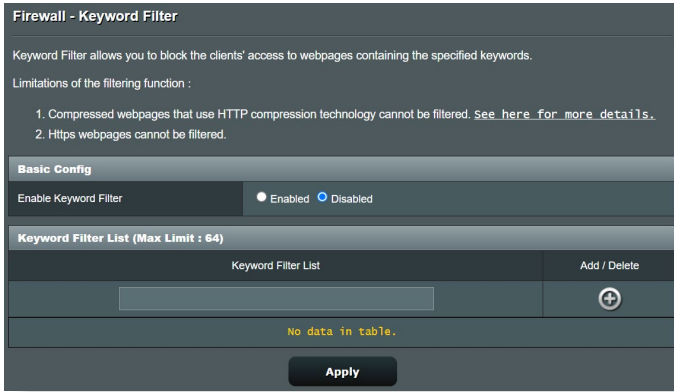 Firewall - Keyword Filter
Keyword Filter allows you to block the clients' access to webpages containing the specified keywords.
Limitations of the filtering function :
1. Compressed webpages that use HTTP compression technology cannot be filtered. See here for more details.
2. Https webpages cannot be filtered.
Basic Config
Enable Keyword Filter Enabled Disabled
Keyword Filter List (Max Limit : 64)
Keyword Filter List Add / Delete
No data in table.
Apply